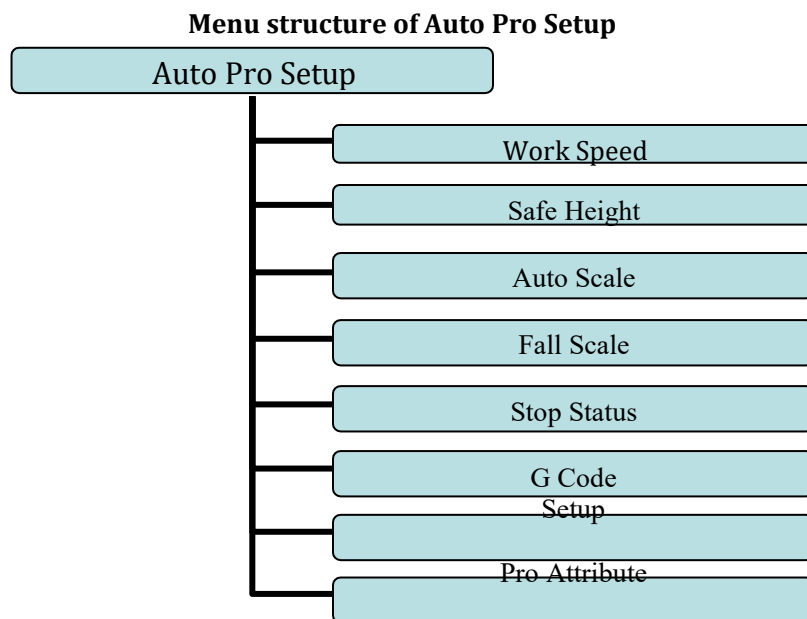 Menu structure of Auto Pro Setup
Auto Pro Setup
Work Speed
Safe Height
Auto Scale
Fall Scale
Stop Status
G Code
Setup
Pro Attribute